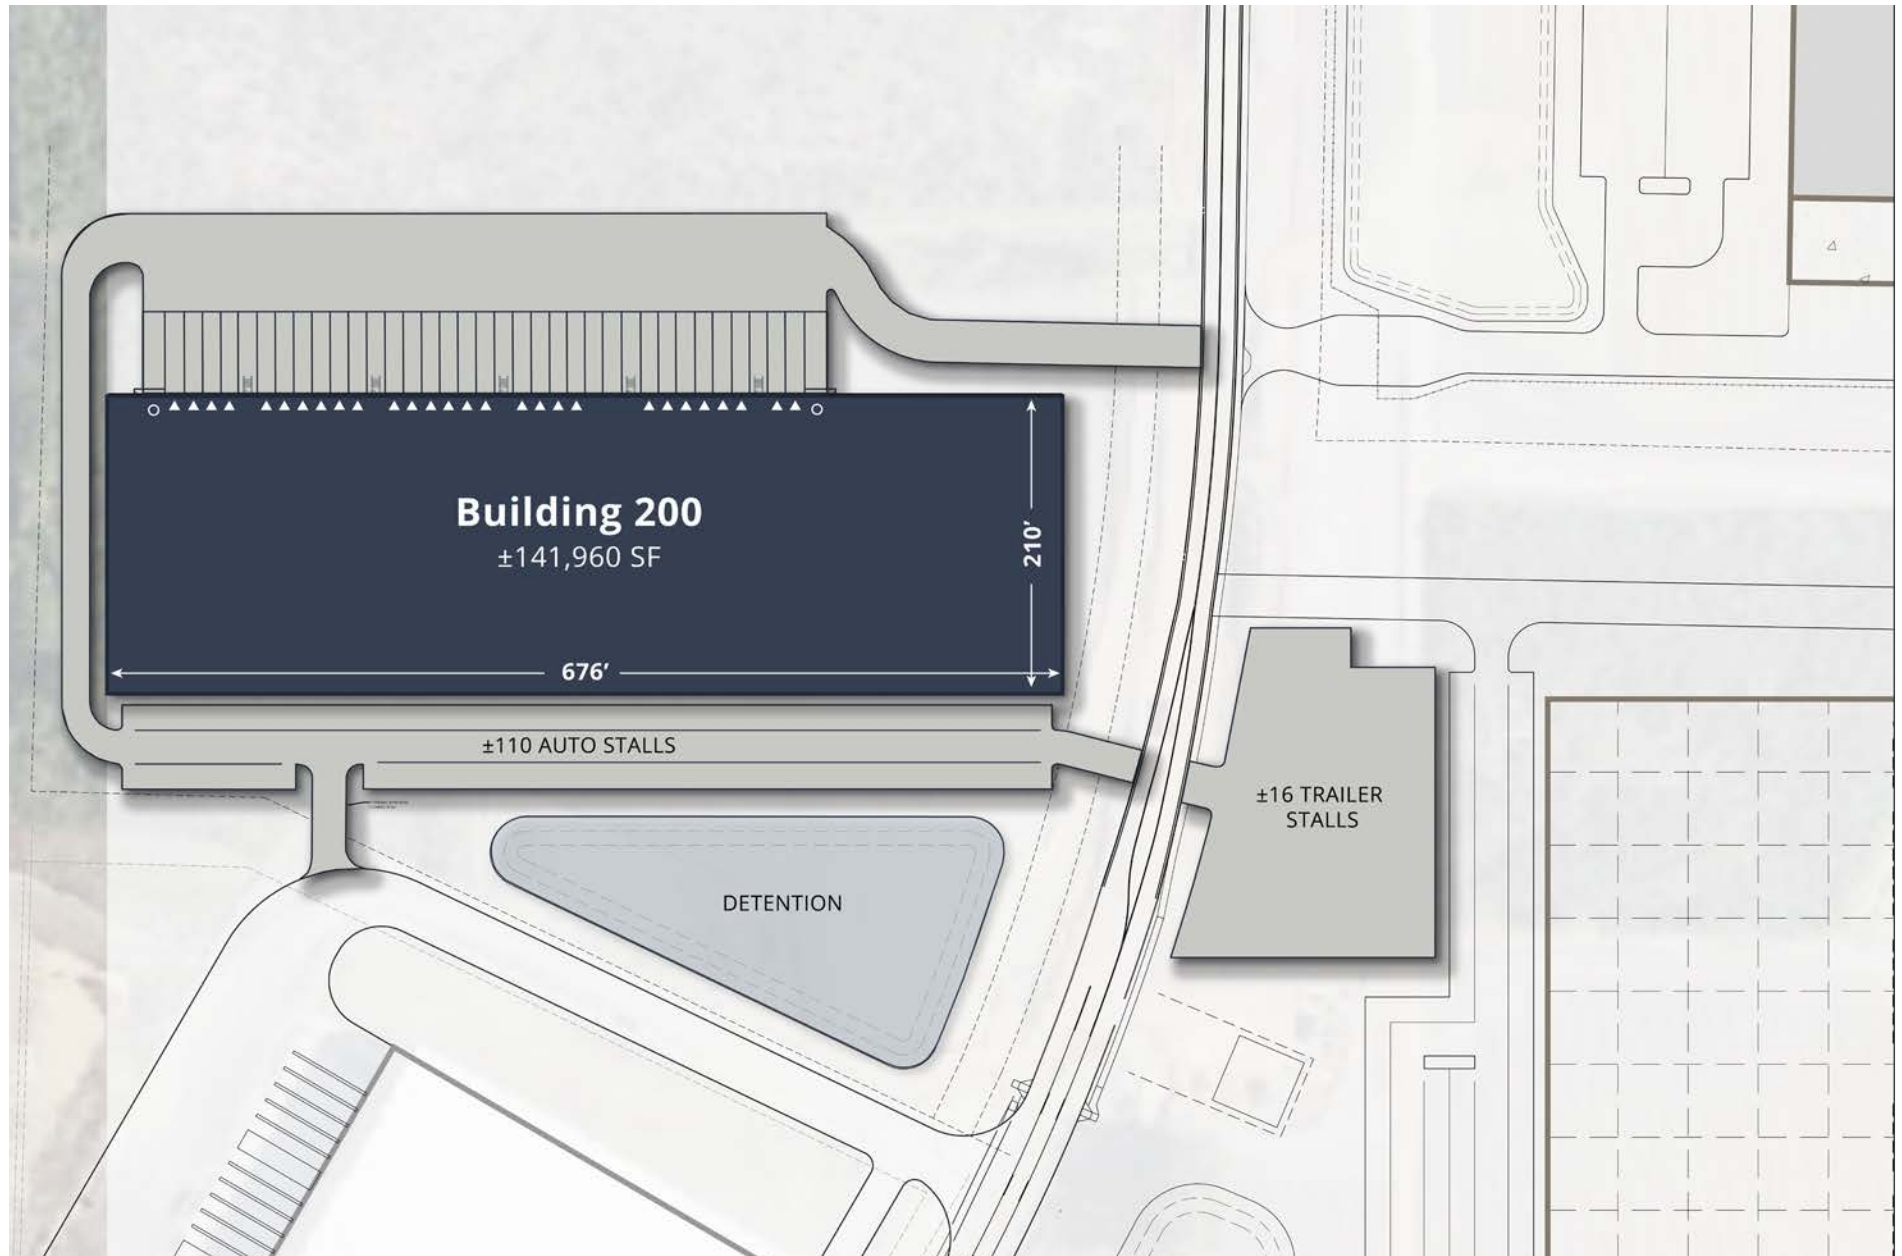 Building 200
±141,960 SF
210’
676’
±110 AUTO STALLS
±16 TRAILER
STALLS
DETENTION